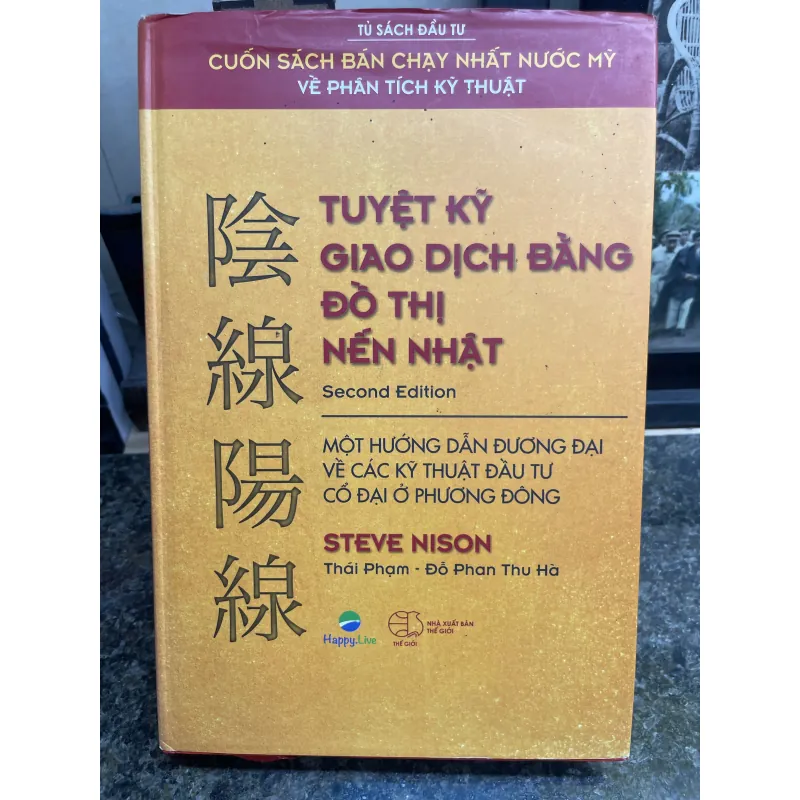 TỦ SÁCH ĐẦU TƯ
CUỐN SÁCH BÁN CHẠY NHẤT NƯỚC MỸ
VỀ PHÂN TÍCH KỸ THUẬT
陰線陽線
TUYỆT KỸ
GIAO DỊCH BẰNG
ĐỒ THỊ
NẾN NHẬT
Second Edition
MỘT HƯỚNG DẪN ĐƯƠNG ĐẠI
VỀ CÁC KỸ THUẬT ĐẦU TƯ
CỔ ĐẠI Ở PHƯƠNG ĐÔNG
STEVE NISON
Thái Phạm - Đỗ Phan Thu Hà
Happy.Live
THẾ GIỚI
NHÀ XUẤT BẢN
THẾ GIỚI